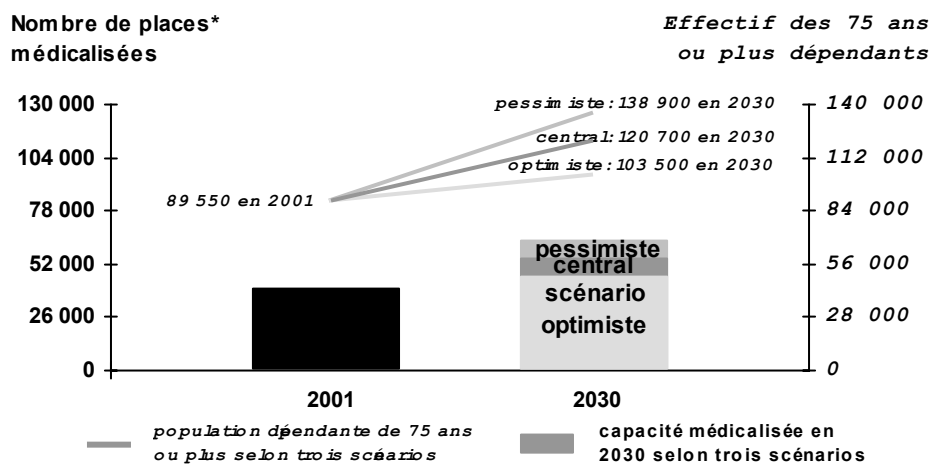 Nombre de places*
médicalisées
Effectif des 75 ans
ou plus dépendants
130 000
104 000
78 000
52 000
26 000
0
pessimiste:138 900 en 2030
central:120 700 en 2030
optimiste:103 500 en 2030
89 550 en 2001
pessimiste
central
scénario
optimiste
140 000
112 000
84 000
56 000
28 000
0
2001
2030
population dépendante de 75 ans
ou plus selon trois scénarios
capacité médicalisée en
2030 selon trois scénarios